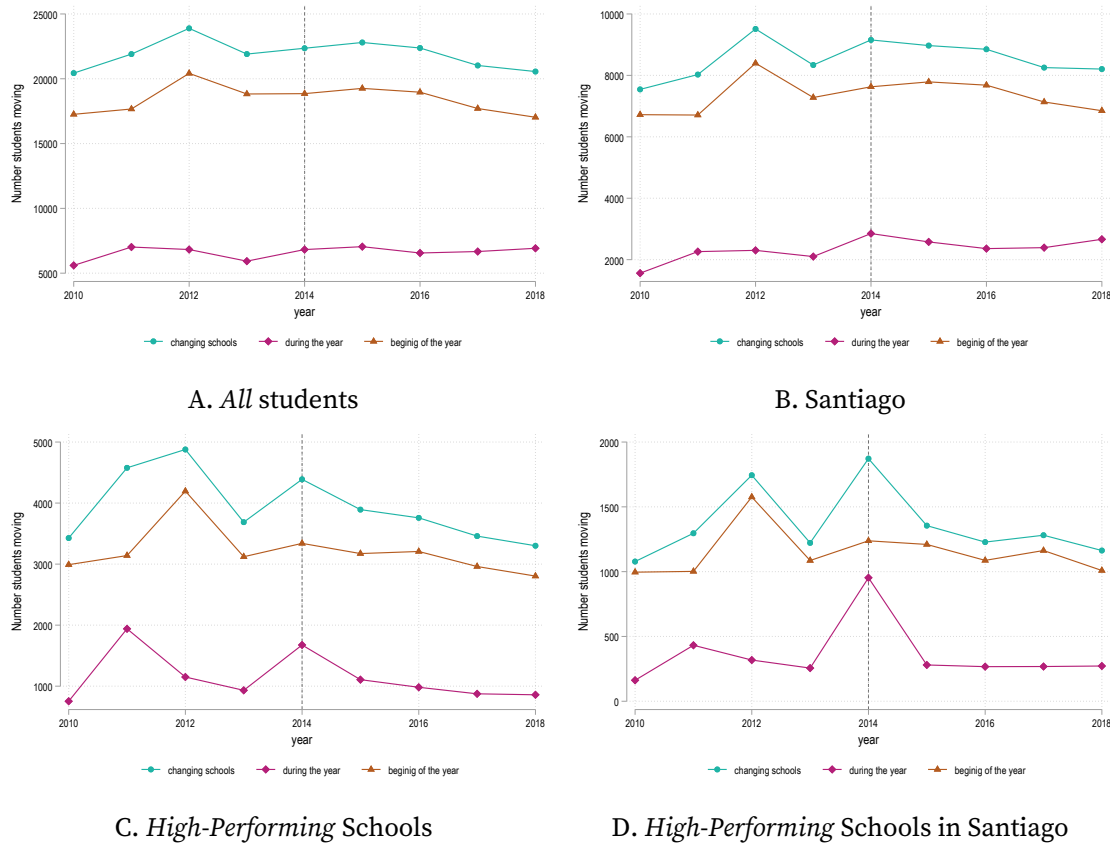 25000
20000
15000
10000
5000
Number students moving
2010 2012 2014 2016 2018
year
changing schools during the year beginig of the year
A. All students
10000
8000
6000
4000
2000
Number students moving
2010 2012 2014 2016 2018
year
changing schools during the year beginig of the year
B. Santiago
5000
4000
3000
2000
1000
Number students moving
2010 2012 2014 2016 2018
year
changing schools during the year beginig of the year
C. High-Performing Schools
2000
1500
1000
500
0
Number students moving
2010 2012 2014 2016 2018
year
changing schools during the year beginig of the year
D. High-Performing Schools in Santiago